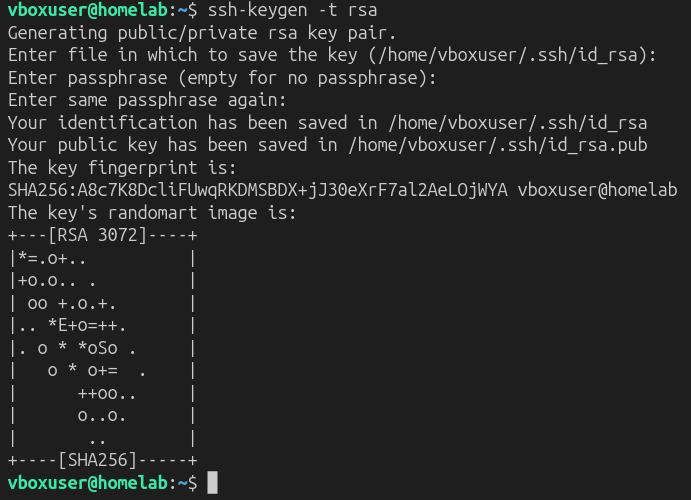 vboxuser@homelab:~$ ssh-keygen -t rsa
Generating public/private rsa key pair.
Enter file in which to save the key (/home/vboxuser/.ssh/id_rsa):
Enter passphrase (empty for no passphrase):
Enter same passphrase again:
Your identification has been saved in /home/vboxuser/.ssh/id_rsa
Your public key has been saved in /home/vboxuser/.ssh/id_rsa.pub
The key fingerprint is:
SHA256:A8c7K8DcliFUwqRKDMSBDX+jJ30eXrF7al2AeLOjWYA vboxuser@homelab
The key's randomart image is:
+---[RSA 3072]----+
|*=.o+..          |
|+o.o.. .         |
| oo +.o.+.       |
|.. *E+o=++.      |
|. o * *oSo .     |
|   o * o+=  .    |
|      ++oo..     |
|      o..o.      |
|       ..        |
+----[SHA256]-----+
vboxuser@homelab:~$